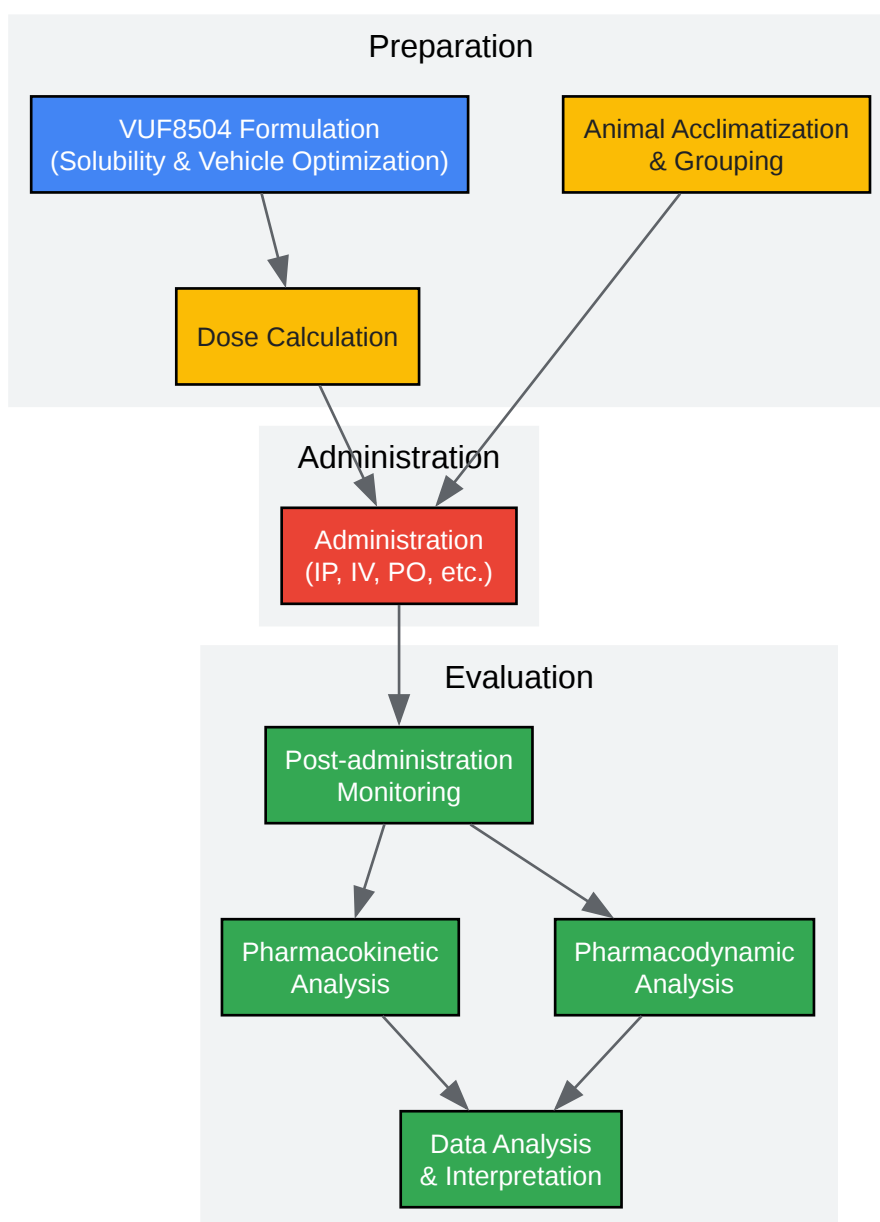 Preparation
VUF8504 Formulation
(Solubility & Vehicle Optimization)
Animal Acclimatization
& Grouping
Dose Calculation
Administration
Administration
(IP, IV, PO, etc.)
Evaluation
Post-administration
Monitoring
Pharmacokinetic
Analysis
Pharmacodynamic
Analysis
Data Analysis
& Interpretation